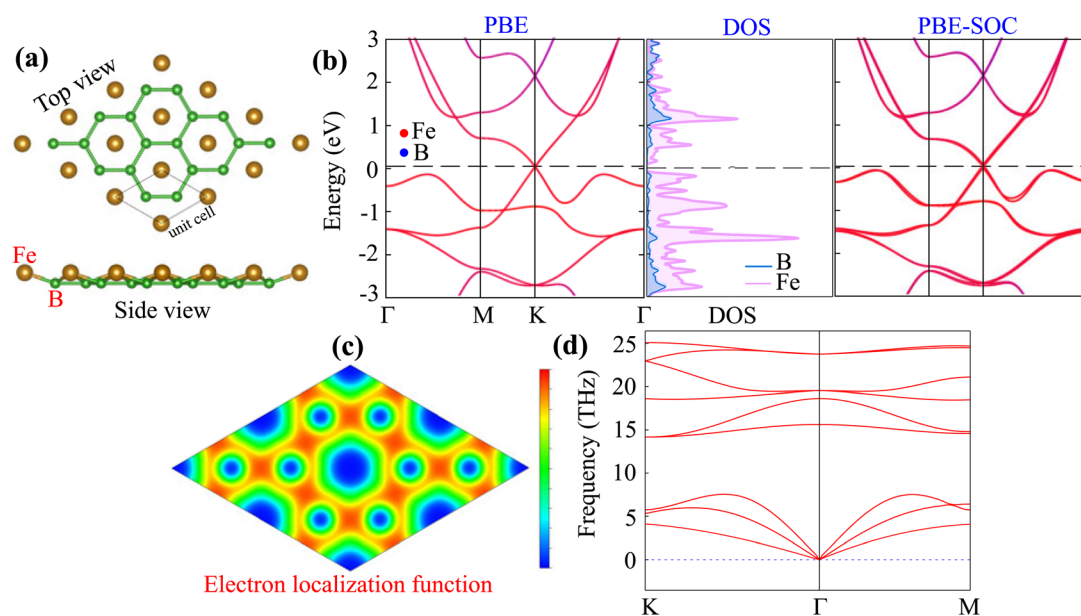 (a)
Top view
unit cell
Fe
B
Side view
(b)
PBE
DOS
PBE-SOC
Energy (eV)
3
2
1
0
-1
-2
-3
Fe
B
B
Fe
Γ
M
K
Γ
DOS
(c)
Electron localization function
(d)
Frequency (THz)
25
20
15
10
5
0
K
Γ
M